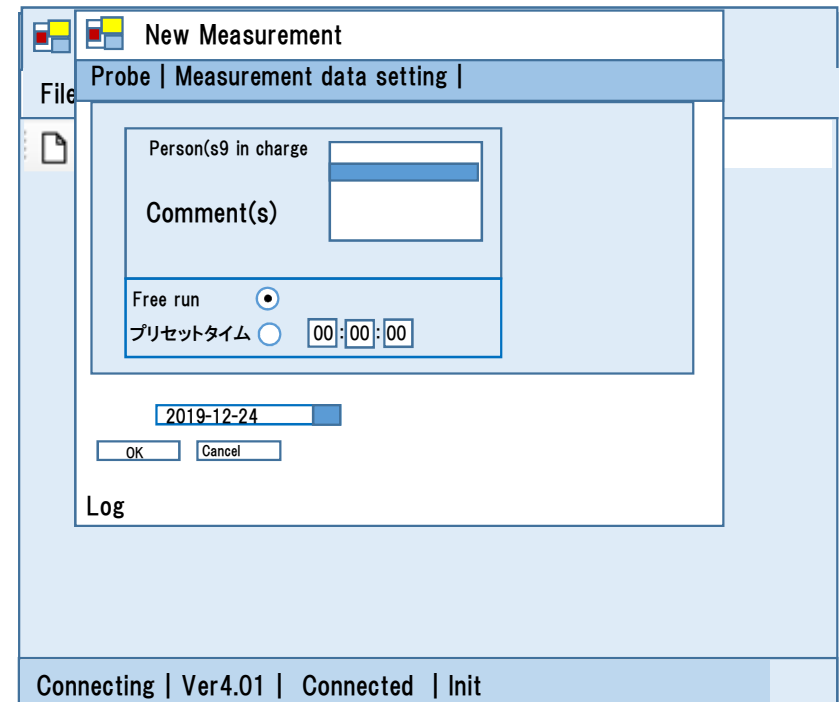 New Measurement
Probe | Measurement data setting |
File
Person(s9 in charge
Comment(s)
Free run
プリセットタイム 00:00:00
2019-12-24
OK Cancel
Log
Connecting | Ver4.01 | Connected | Init